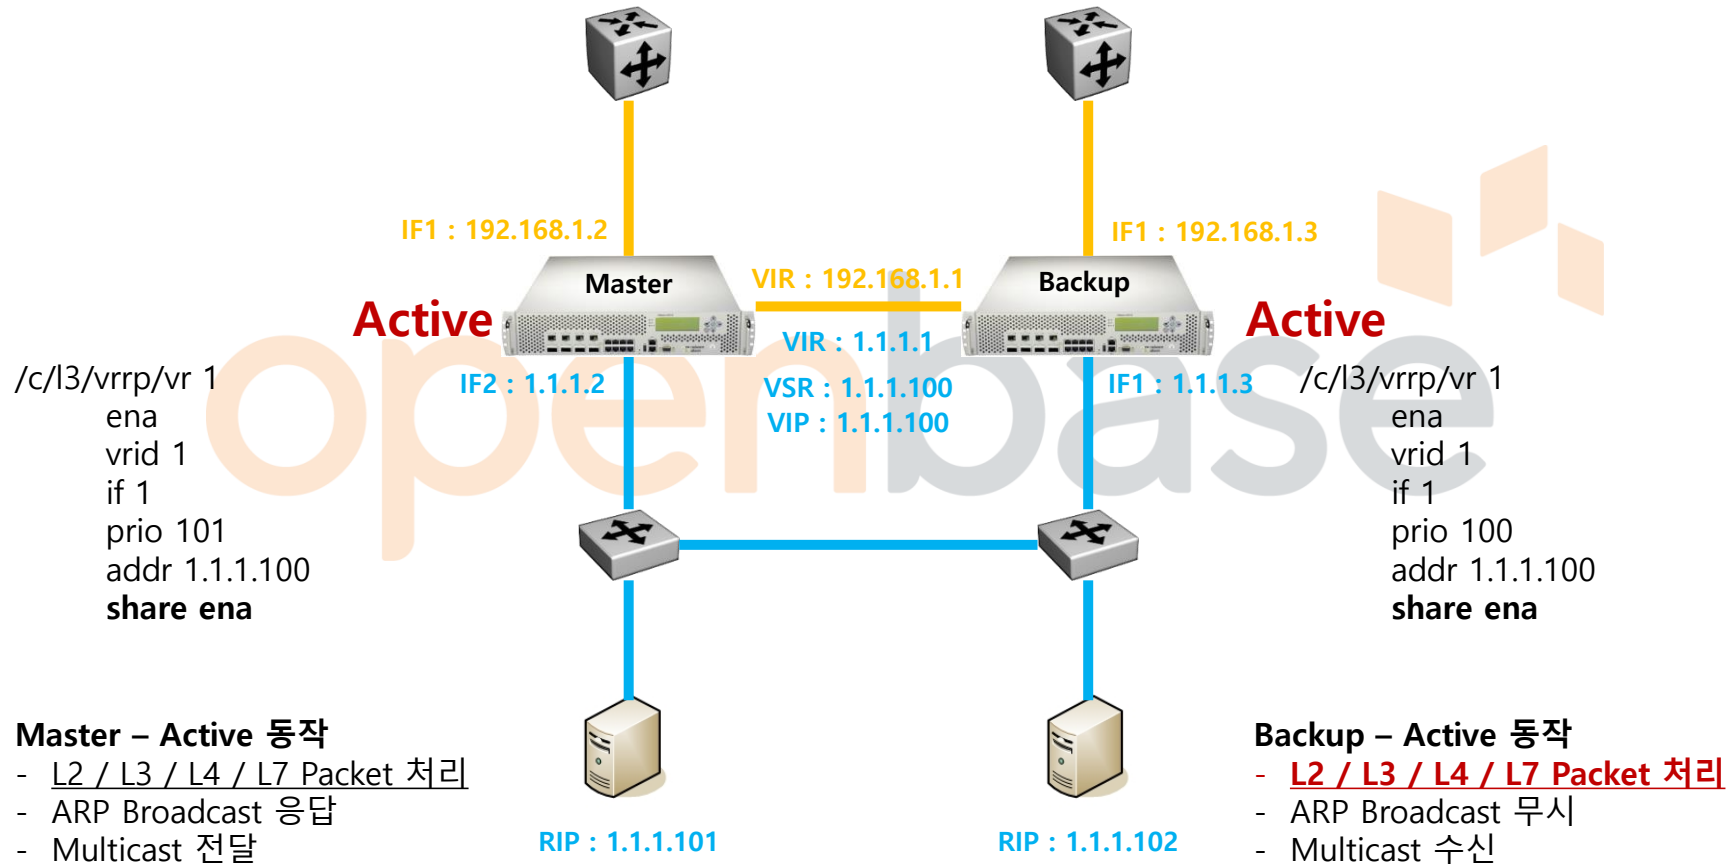 IF1 : 192.168.1.2
IF1 : 192.168.1.3
Master
VIR : 192.168.1.1
Backup
Active
Active
VIR : 1.1.1.1
IF2 : 1.1.1.2
VSR : 1.1.1.100
VIP : 1.1.1.100
IF1 : 1.1.1.3
openbase
/c/l3/vrrp/vr 1
ena
vrid 1
if 1
prio 101
addr 1.1.1.100
share ena
/c/l3/vrrp/vr 1
ena
vrid 1
if 1
prio 100
addr 1.1.1.100
share ena
Master – Active 동작
- L2 / L3 / L4 / L7 Packet 처리
- ARP Broadcast 응답
- Multicast 전달
RIP : 1.1.1.101
RIP : 1.1.1.102
Backup – Active 동작
- L2 / L3 / L4 / L7 Packet 처리
- ARP Broadcast 무시
- Multicast 수신